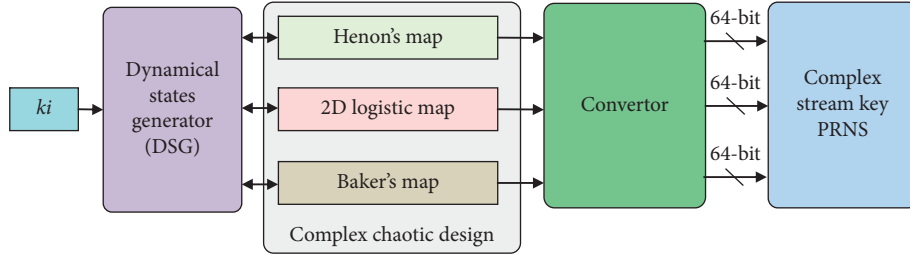 ki
Dynamical
states
generator
(DSG)
Henon's map
2D logistic map
Baker's map
Complex chaotic design
Convertor
64-bit
64-bit
64-bit
Complex
stream key
PRNS